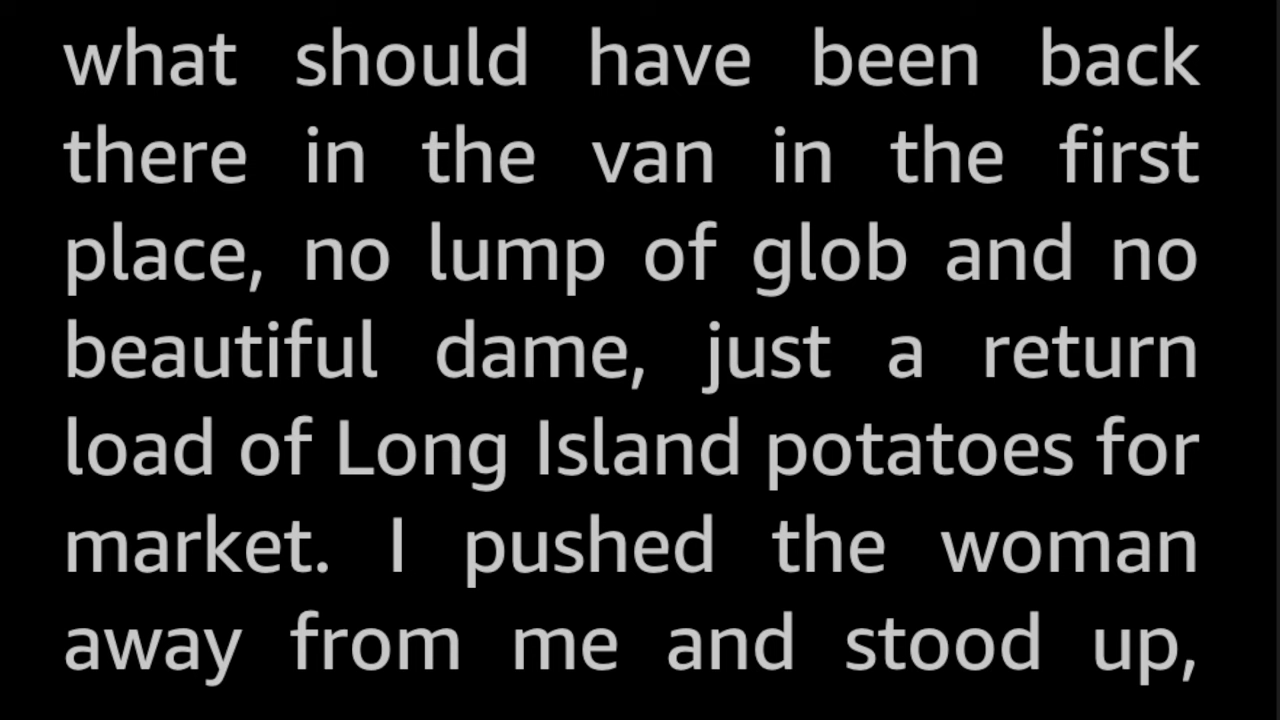 what should have been back
there in the van in the first
place, no lump of glob and no
beautiful dame, just a return
load of Long Island potatoes for
market. I pushed the woman
away from me and stood up,